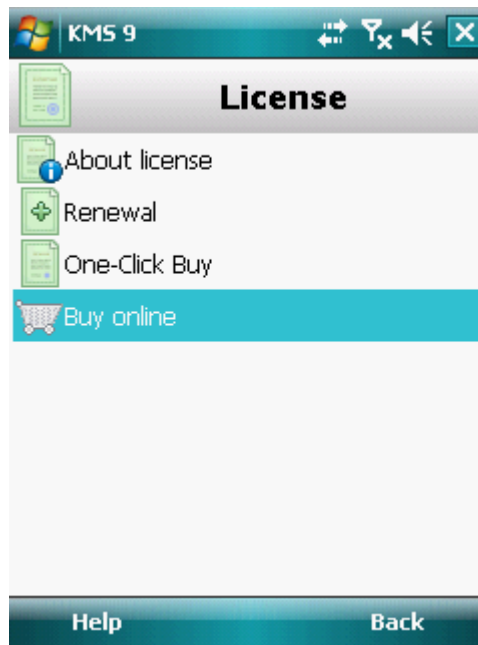 KMS 9
License
About license
Renewal
One-Click Buy
Buy online
Help Back